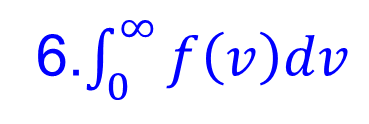 6. ∫₀^∞ f(v)dv